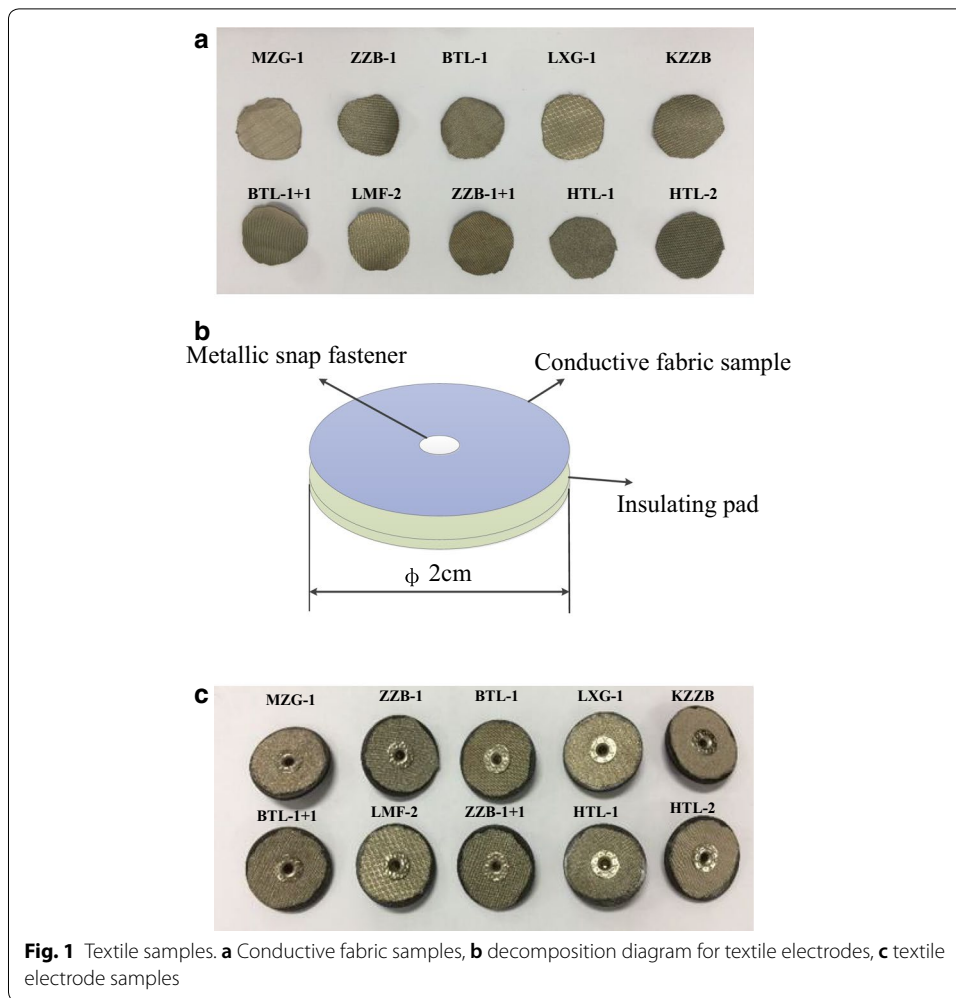 a
MZG-1 ZZB-1 BTL-1 LXG-1 KZZB
BTL-1+1 LMF-2 ZZB-1+1 HTL-1 HTL-2
b
Metallic snap fastener
Conductive fabric sample
Insulating pad
ϕ 2cm
c
MZG-1 ZZB-1 BTL-1 LXG-1 KZZB
BTL-1+1 LMF-2 ZZB-1+1 HTL-1 HTL-2
Fig. 1 Textile samples. a Conductive fabric samples, b decomposition diagram for textile electrodes, c textile
electrode samples